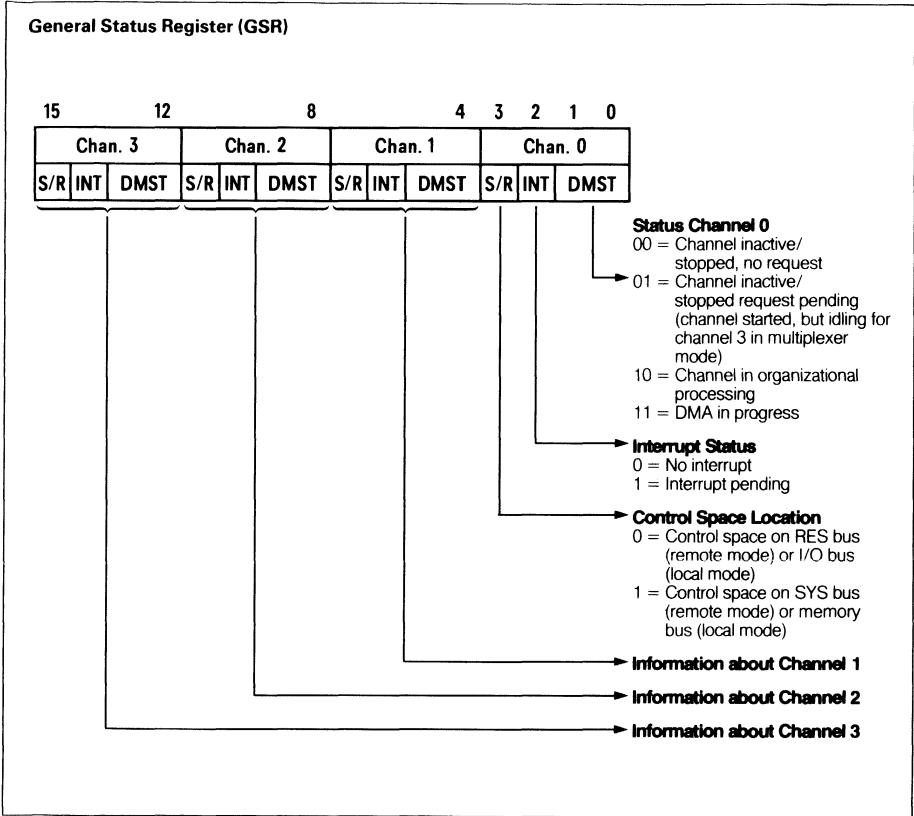 General Status Register (GSR)
15 12 8 4 3 2 1 0
Chan. 3 Chan. 2 Chan. 1 Chan. 0
S/R INT DMST S/R INT DMST S/R INT DMST S/R INT DMST
Status Channel 0
00 = Channel inactive/
stopped, no request
01 = Channel inactive/
stopped request pending
(channel started, but idling for
channel 3 in multiplexer
mode)
10 = Channel in organizational
processing
11 = DMA in progress
Interrupt Status
0 = No interrupt
1 = Interrupt pending
Control Space Location
0 = Control space on RES bus
(remote mode) or I/O bus
(local mode)
1 = Control space on SYS bus
(remote mode) or memory
bus (local mode)
Information about Channel 1
Information about Channel 2
Information about Channel 3